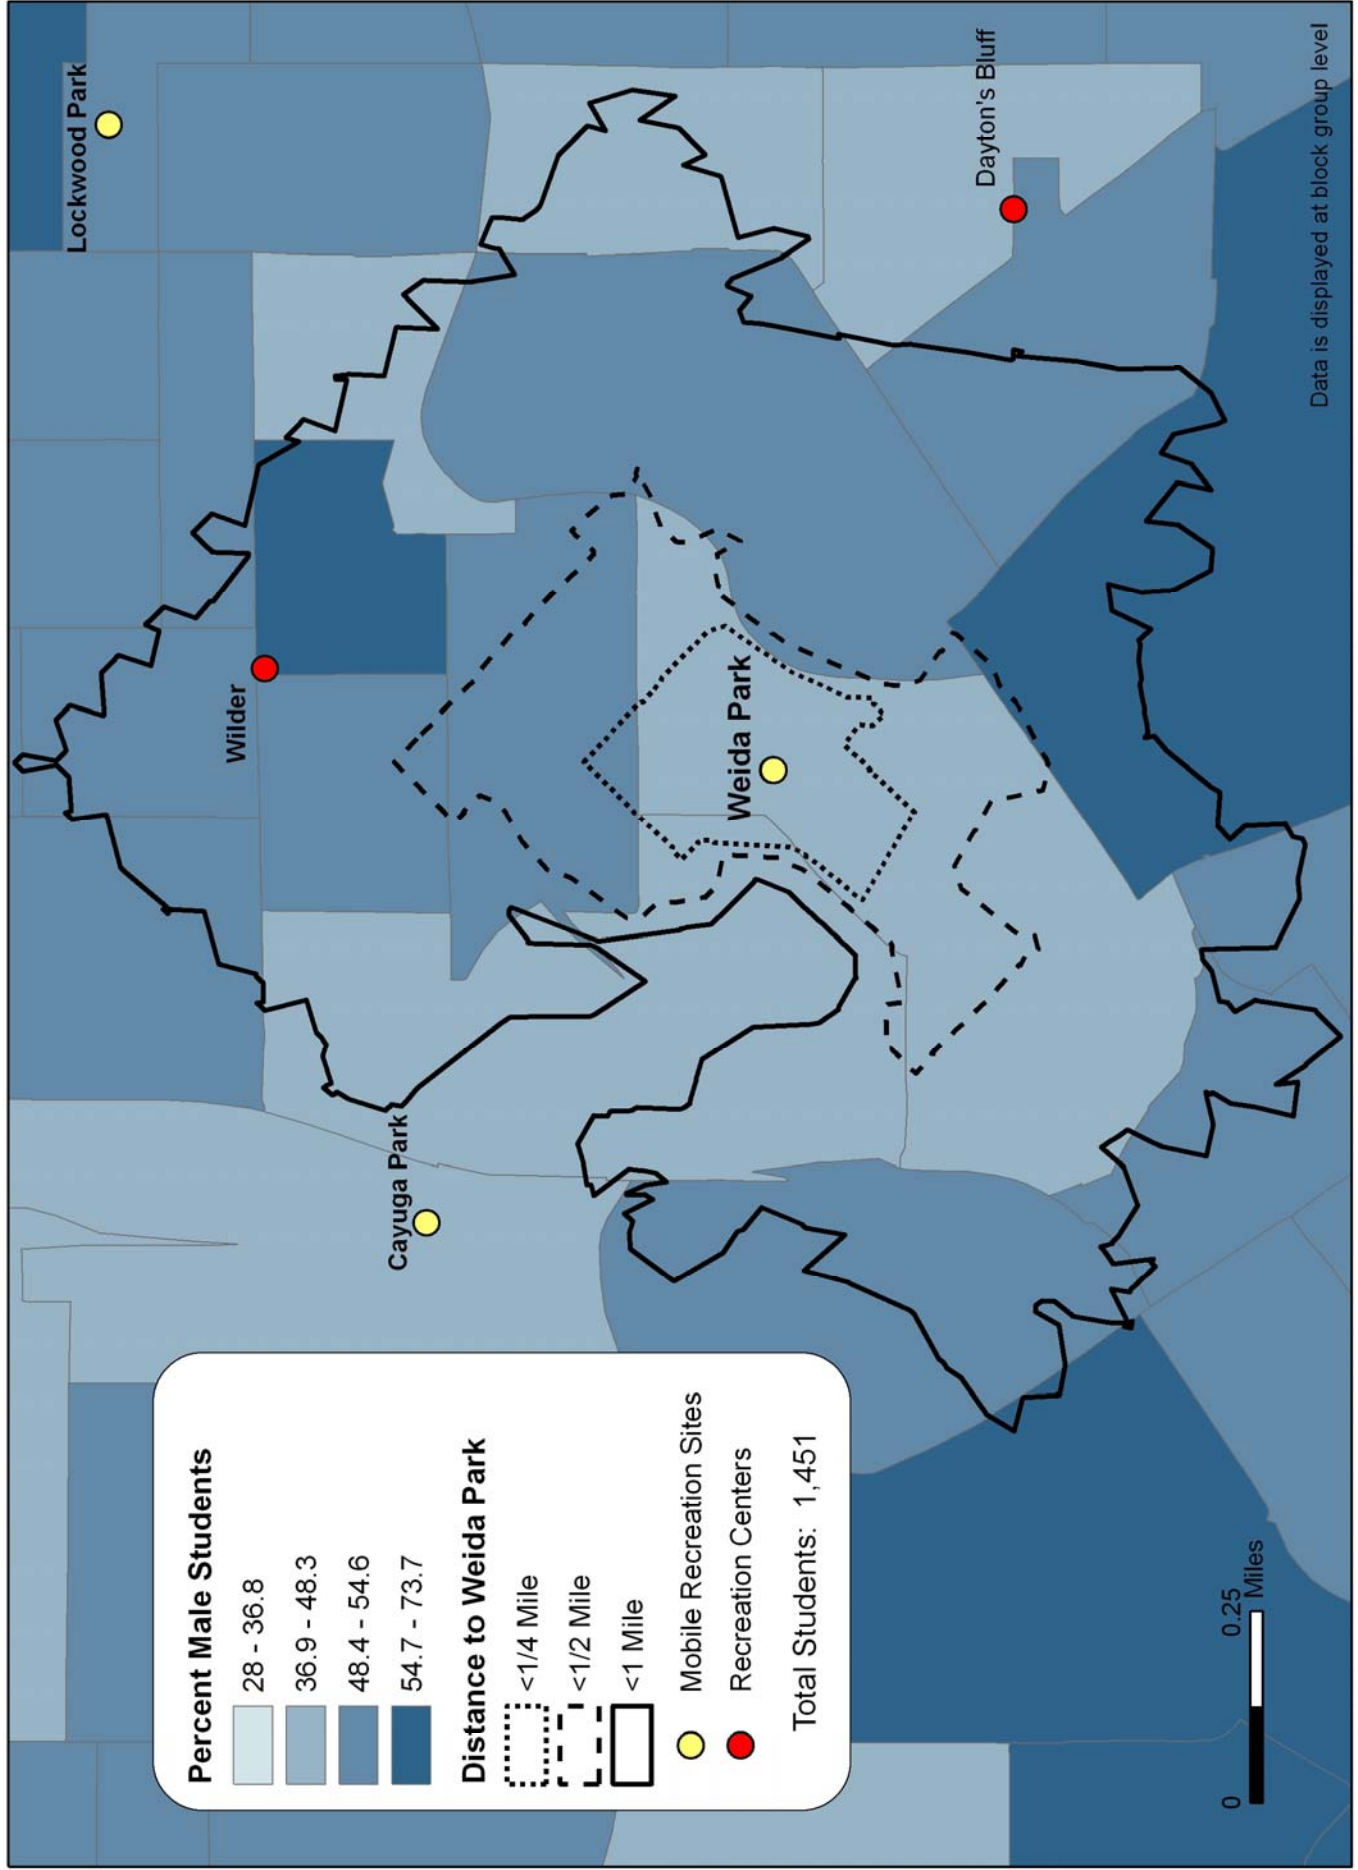 Lockwood Park
Wilder
Dayton's Bluff
Weida Park
Cayuga Park
Percent Male Students
28 - 36.8
36.9 - 48.3
48.4 - 54.6
54.7 - 73.7
Distance to Weida Park
<1/4 Mile
<1/2 Mile
<1 Mile
Mobile Recreation Sites
Recreation Centers
Total Students: 1,451
0 0.25
Miles
Data is displayed at block group level